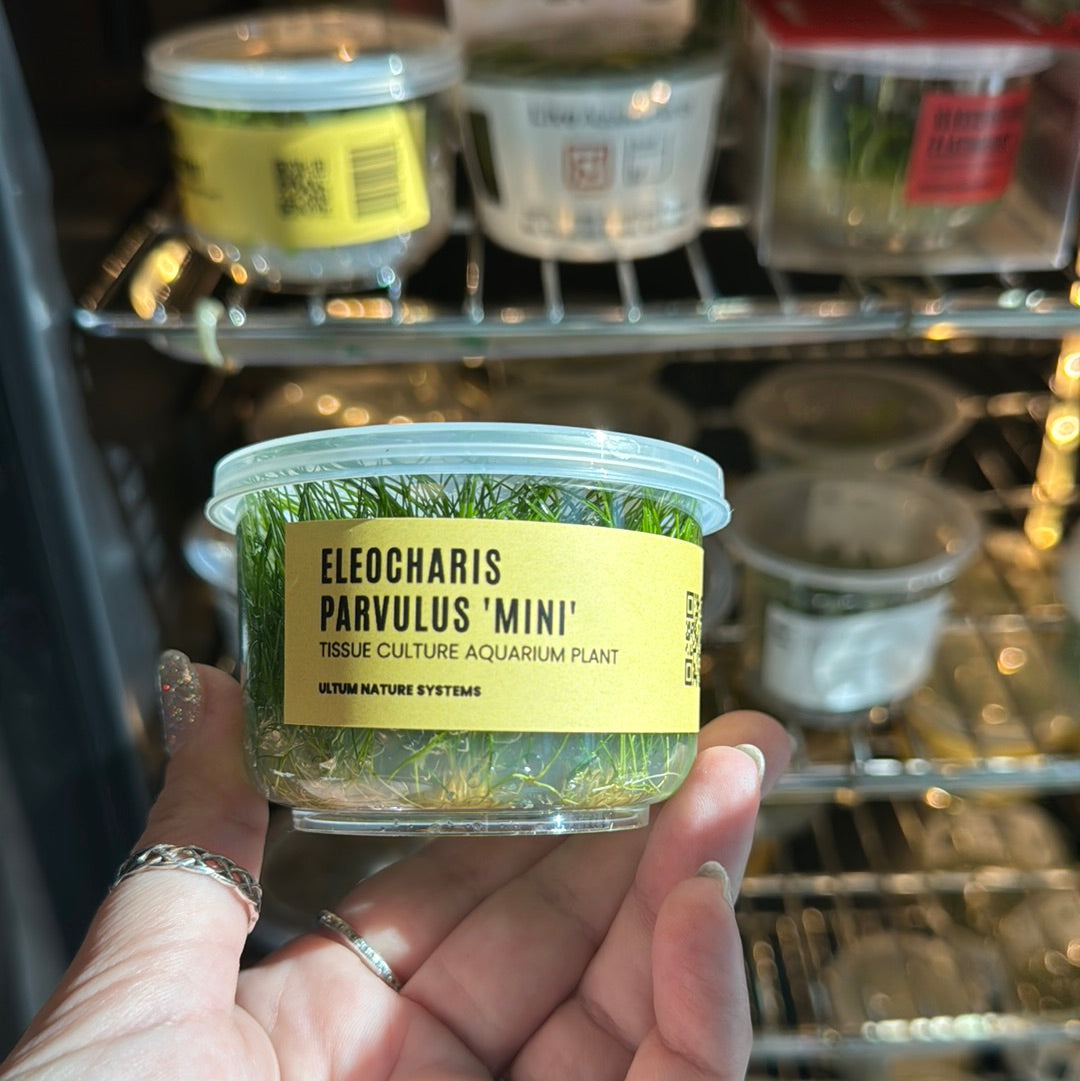 ELEOCHARIS
PARVULUS 'MINI'
TISSUE CULTURE AQUARIUM PLANT
ULTUM NATURE SYSTEMS